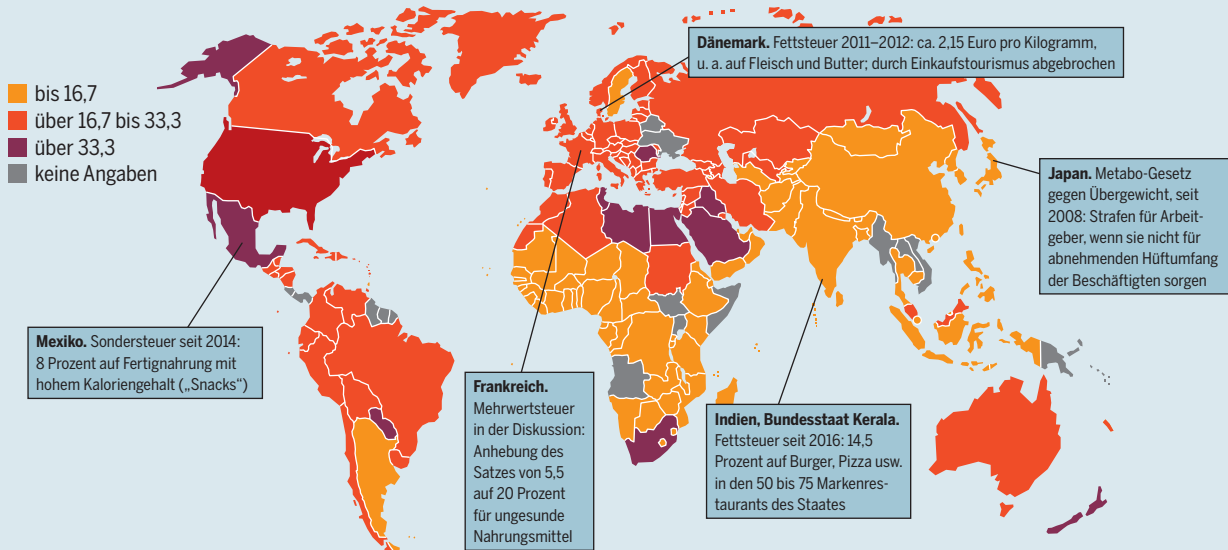 bis 16,7
über 16,7 bis 33,3
über 33,3
keine Angaben
Dänemark. Fettsteuer 2011–2012: ca. 2,15 Euro pro Kilogramm,
u. a. auf Fleisch und Butter; durch Einkaufstourismus abgebrochen
Japan. Metabo-Gesetz
gegen Übergewicht, seit
2008: Strafen für Arbeit-
geber, wenn sie nicht für
abnehmenden Hüftumfang
der Beschäftigten sorgen
Mexiko. Sondersteuer seit 2014:
8 Prozent auf Fertignahrung mit
hohem Kaloriengehalt („Snacks“)
Frankreich.
Mehrwertsteuer
in der Diskussion:
Anhebung des
Satzes von 5,5
auf 20 Prozent
für ungesunde
Nahrungsmittel
Indien, Bundesstaat Kerala.
Fettsteuer seit 2016: 14,5
Prozent auf Burger, Pizza usw.
in den 50 bis 75 Markenres-
taurants des Staates